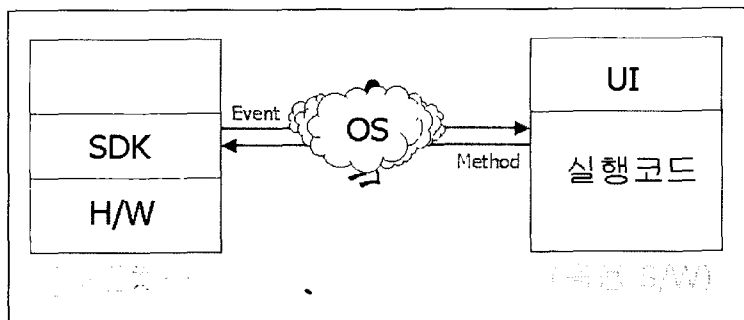 UI
Event
OS
SDK
Method
실행코드
H/W
S/W)